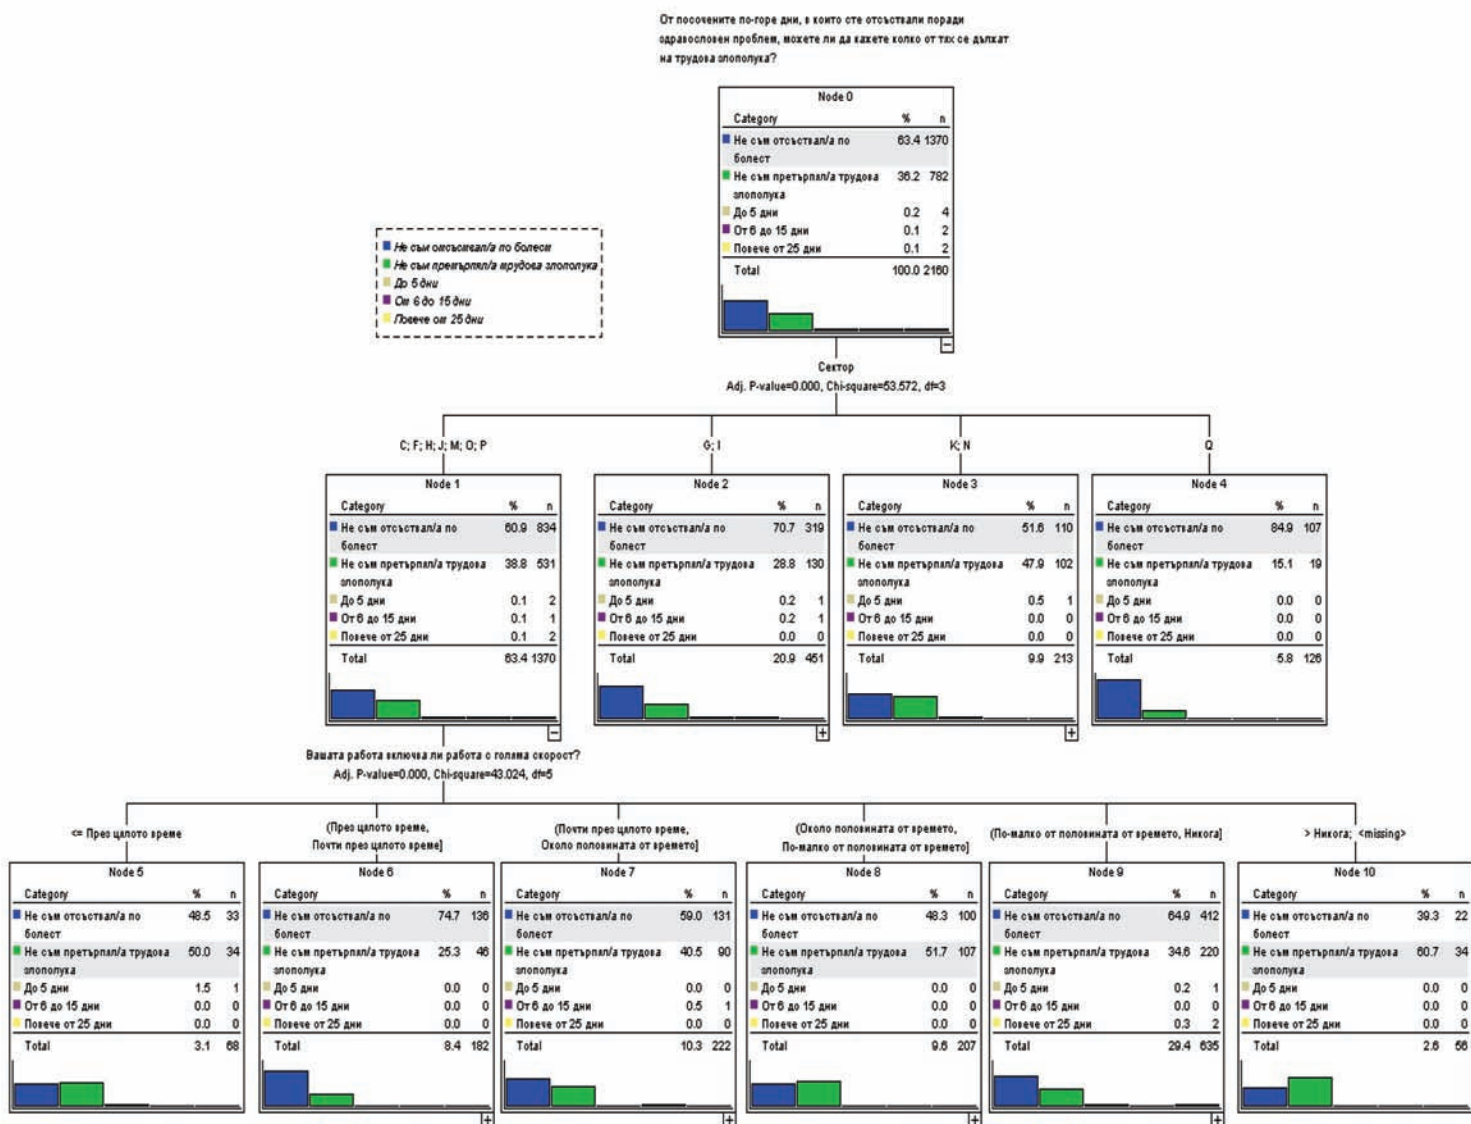 От посочените по-горе дни, в които сте отсъствали поради
здравословен проблем, можете ли да кажете колко от тях се дължат
на трудова злополука?
Node 0
Category % n
Не съм отсъствал/а по 63.4 1370
болест
Не съм претърпял/а трудова 36.2 782
злополука
До 5 дни 0.2 4
От 6 до 15 дни 0.1 2
Повече от 25 дни 0.1 2
Total 100.0 2160
Не съм отсъствал/а по болест
Не съм претърпял/а трудова злополука
До 5 дни
От 6 до 15 дни
Повече от 25 дни
Сектор
Adj. P-value=0.000, Chi-square=53.572, df=3
C; F; H; J; M; O; P
Node 1
Category % n
Не съм отсъствал/а по 60.9 834
болест
Не съм претърпял/а трудова 38.8 531
злополука
До 5 дни 0.1 2
От 6 до 15 дни 0.1 1
Повече от 25 дни 0.1 2
Total 63.4 1370
G; I
Node 2
Category % n
Не съм отсъствал/а по 70.7 319
болест
Не съм претърпял/а трудова 28.8 130
злополука
До 5 дни 0.2 1
От 6 до 15 дни 0.2 1
Повече от 25 дни 0.0 0
Total 20.9 451
K; N
Node 3
Category % n
Не съм отсъствал/а по 51.6 110
болест
Не съм претърпял/а трудова 47.9 102
злополука
До 5 дни 0.5 1
От 6 до 15 дни 0.0 0
Повече от 25 дни 0.0 0
Total 9.9 213
Q
Node 4
Category % n
Не съм отсъствал/а по 84.9 107
болест
Не съм претърпял/а трудова 15.1 19
злополука
До 5 дни 0.0 0
От 6 до 15 дни 0.0 0
Повече от 25 дни 0.0 0
Total 5.8 126
Вашата работа включва ли работа с голяма скорост?
Adj. P-value=0.000, Chi-square=43.024, df=5
<= През цялото време
Node 5
Category % n
Не съм отсъствал/а по 48.5 33
болест
Не съм претърпял/а трудова 50.0 34
злополука
До 5 дни 1.5 1
От 6 до 15 дни 0.0 0
Повече от 25 дни 0.0 0
Total 3.1 68
(През цялото време,
Почти през цялото време]
Node 6
Category % n
Не съм отсъствал/а по 74.7 136
болест
Не съм претърпял/а трудова 25.3 46
злополука
До 5 дни 0.0 0
От 6 до 15 дни 0.0 0
Повече от 25 дни 0.0 0
Total 8.4 182
(Почти през цялото време,
Около половината от времето]
Node 7
Category % n
Не съм отсъствал/а по 59.0 131
болест
Не съм претърпял/а трудова 40.5 90
злополука
До 5 дни 0.0 0
От 6 до 15 дни 0.5 1
Повече от 25 дни 0.0 0
Total 10.3 222
(Около половината от времето,
По-малко от половината от времето]
Node 8
Category % n
Не съм отсъствал/а по 48.3 100
болест
Не съм претърпял/а трудова 51.7 107
злополука
До 5 дни 0.0 0
От 6 до 15 дни 0.0 0
Повече от 25 дни 0.0 0
Total 9.6 207
(По-малко от половината от времето, Никога]
Node 9
Category % n
Не съм отсъствал/а по 64.9 412
болест
Не съм претърпял/а трудова 34.6 220
злополука
До 5 дни 0.2 1
От 6 до 15 дни 0.0 0
Повече от 25 дни 0.3 2
Total 29.4 635
> Никога; <missing>
Node 10
Category % n
Не съм отсъствал/а по 39.3 22
болест
Не съм претърпял/а трудова 60.7 34
злополука
До 5 дни 0.0 0
От 6 до 15 дни 0.0 0
Повече от 25 дни 0.0 0
Total 2.6 56